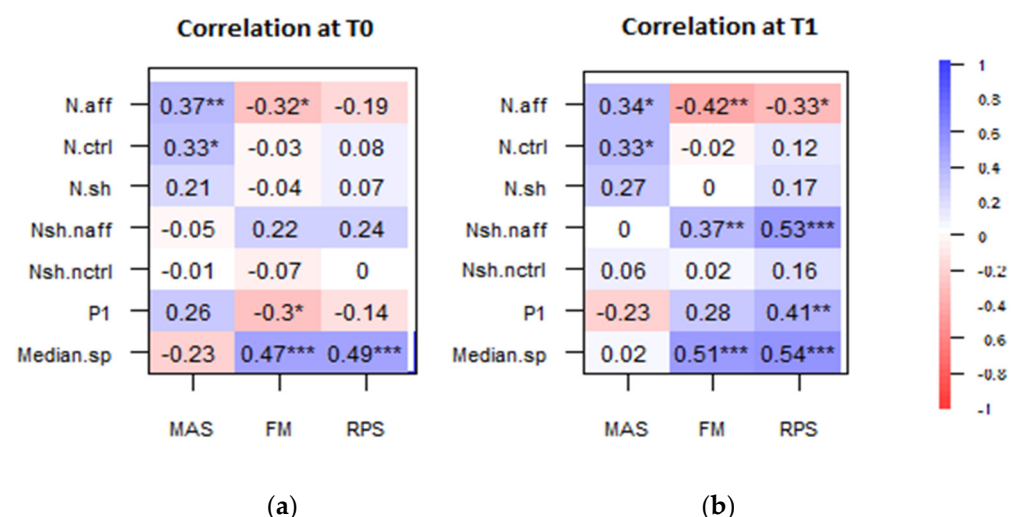 Correlation at T0
N.aff 0.37** -0.32* -0.19
N.ctrl 0.33* -0.03 0.08
N.sh 0.21 -0.04 0.07
Nsh.naff -0.05 0.22 0.24
Nsh.nctrl -0.01 -0.07 0
P1 0.26 -0.3* -0.14
Median.sp -0.23 0.47*** 0.49***
MAS FM RPS
(a)
Correlation at T1
N.aff 0.34* -0.42** -0.33*
N.ctrl 0.33* -0.02 0.12
N.sh 0.27 0 0.17
Nsh.naff 0 0.37** 0.53***
Nsh.nctrl 0.06 0.02 0.16
P1 -0.23 0.28 0.41**
Median.sp 0.02 0.51*** 0.54***
MAS FM RPS
(b)
1
0.8
0.6
0.4
0.2
0
-0.2
-0.4
-0.6
-0.8
-1